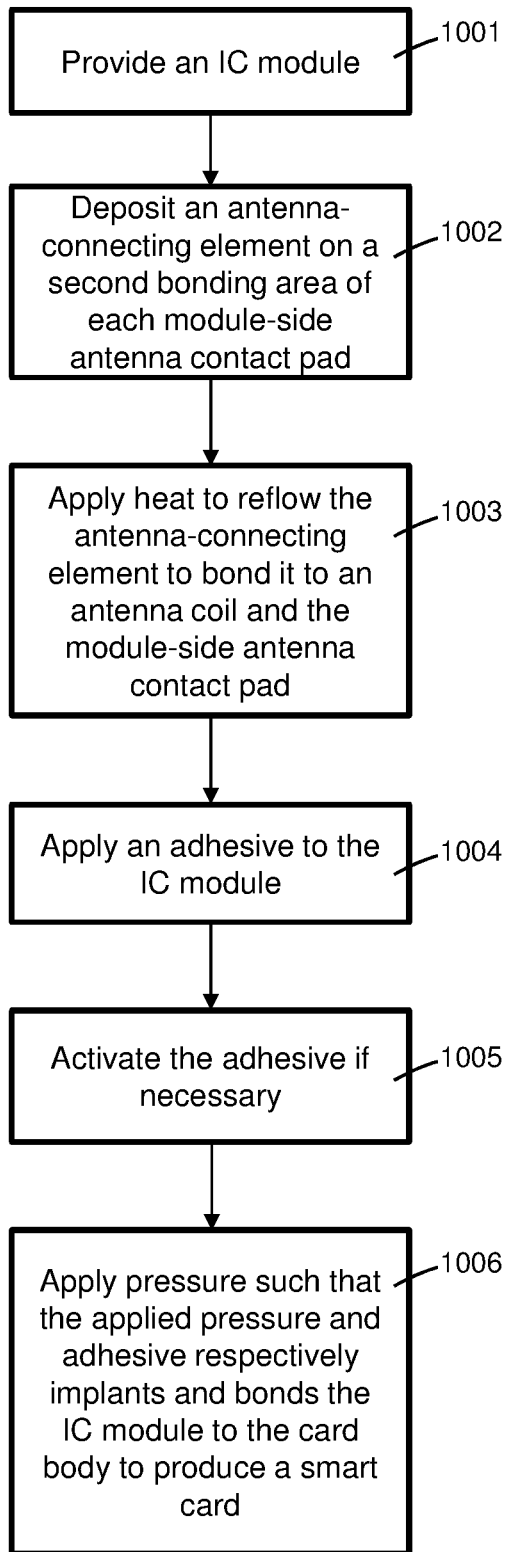 Provide an IC module
1001
Deposit an antenna-
connecting element on a
second bonding area of
each module-side
antenna contact pad
1002
Apply heat to reflow the
antenna-connecting
element to bond it to an
antenna coil and the
module-side antenna
contact pad
1003
Apply an adhesive to the
IC module
1004
Activate the adhesive if
necessary
1005
Apply pressure such that
the applied pressure and
adhesive respectively
implants and bonds the
IC module to the card
body to produce a smart
card
1006